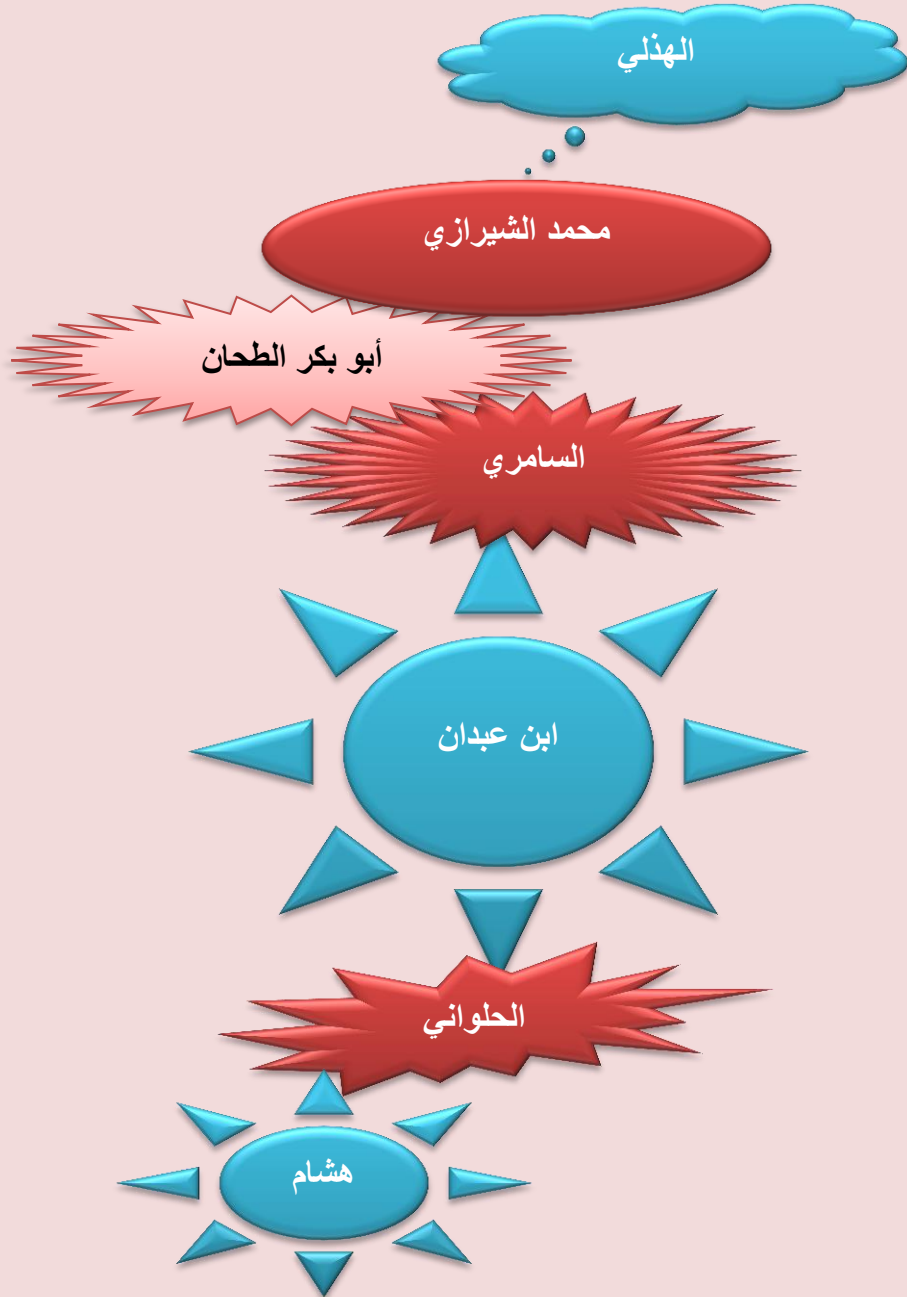 الهذلي
محمد الشيرازي
أبو بكر الطحان
السامري
ابن عبدان
الحلواني
هشام